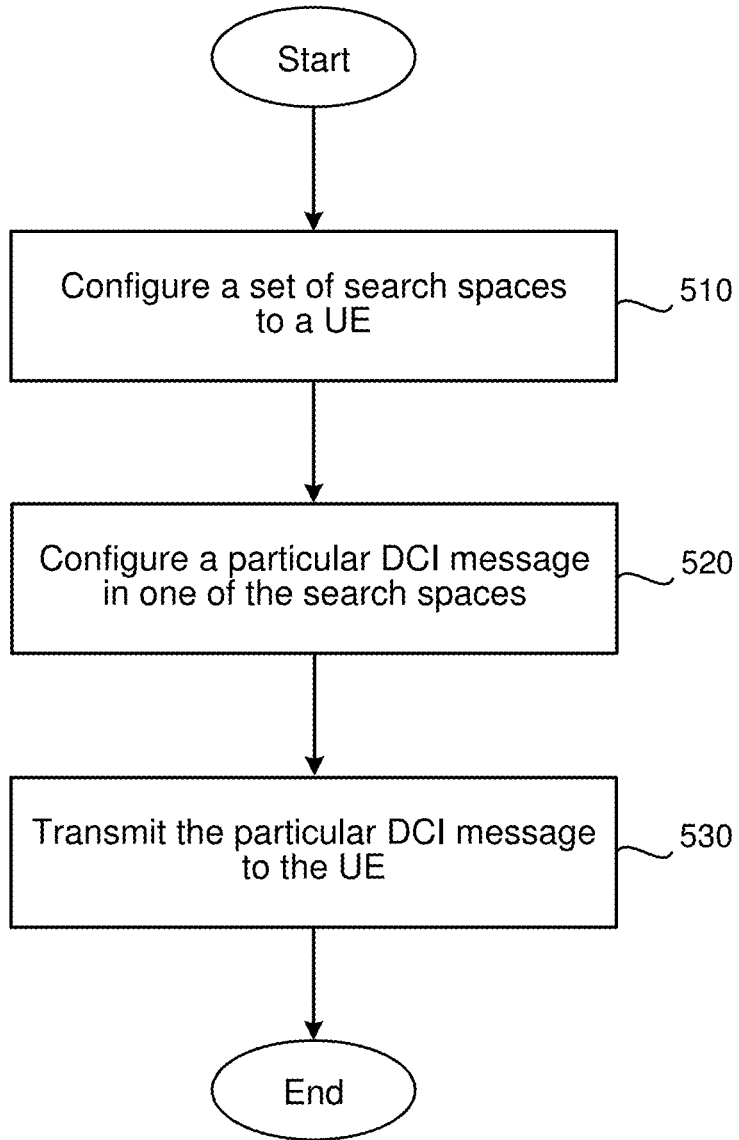 Start
Configure a set of search spaces
to a UE
510
Configure a particular DCI message
in one of the search spaces
520
Transmit the particular DCI message
to the UE
530
End